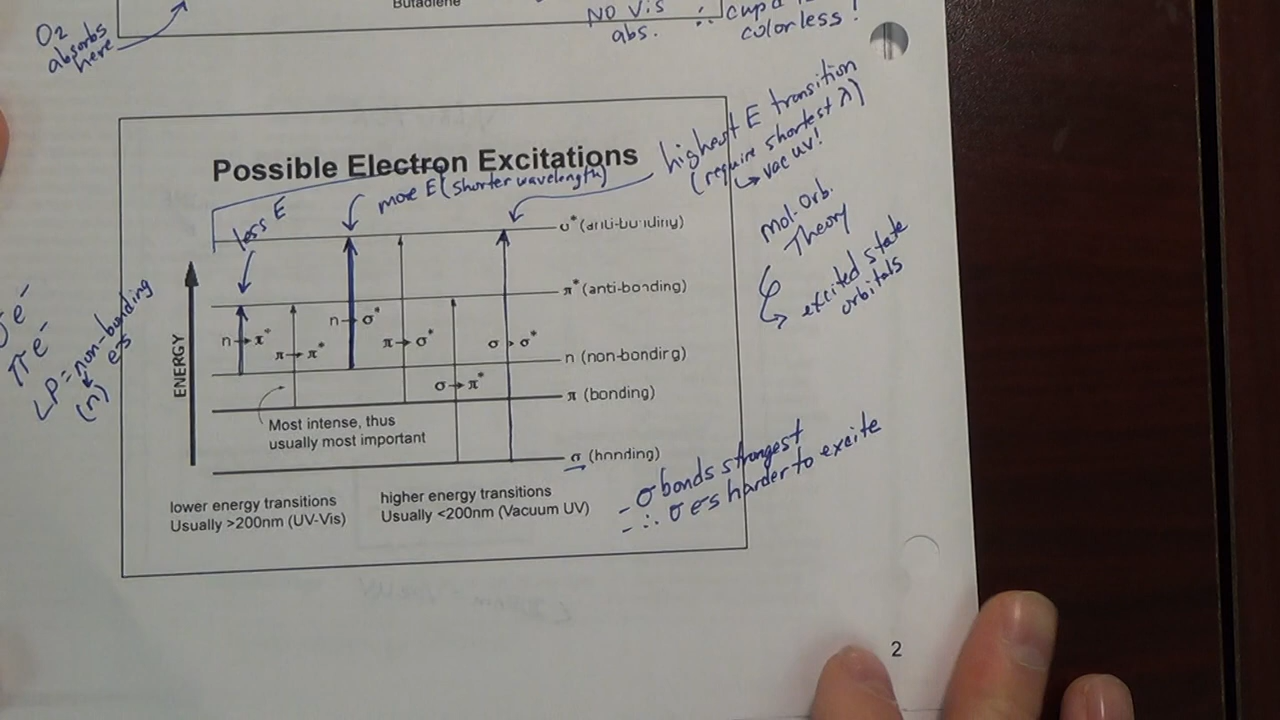 Butadiene
O2
absorbs
here
NO Vis
abs.
∴ cmpd
colorless!
Possible Electron Excitations
highest E transition
(require shortest λ)
↳ vac uv!
less E
more E (shorter wavelength)
σ* (anti-bonding)
mol. Orb.
Theory
↳ excited state
orbitals
π* (anti-bonding)
n → π*
π → π*
n → σ*
π → σ*
σ → π*
σ → σ*
ENERGY
n (non-bonding)
π (bonding)
σ (bonding)
e⁻
π e⁻
LP = non-bonding
(n) e⁻s
Most intense, thus
usually most important
- σ bonds strongest
- ∴ σ e⁻s harder to excite
lower energy transitions
Usually >200nm (UV-Vis)
higher energy transitions
Usually <200nm (Vacuum UV)
2